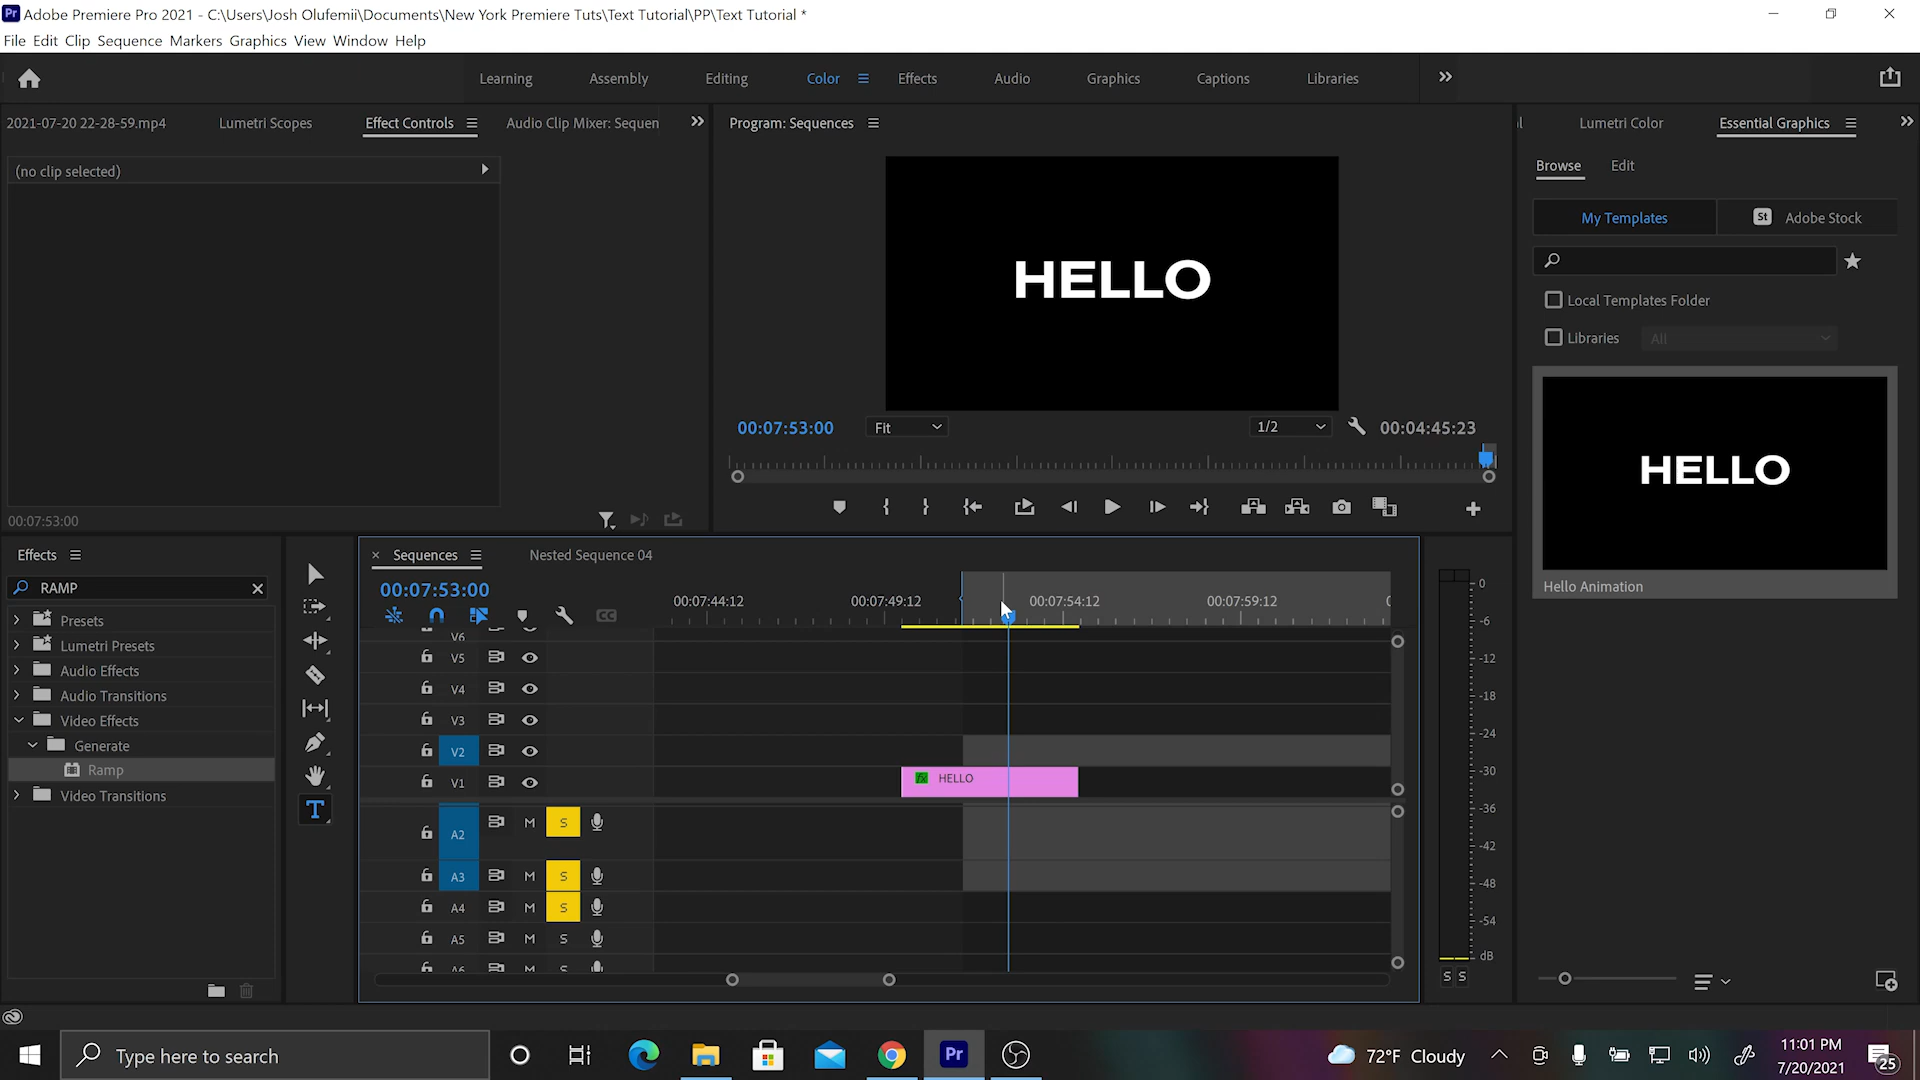 Pr Adobe Premiere Pro 2021 - C:\Users\Josh Olufemii\Documents\New York Premiere Tuts\Text Tutorial\PP\Text Tutorial *
File Edit Clip Sequence Markers Graphics View Window Help
Learning Assembly Editing Color Effects Audio Graphics Captions Libraries
2021-07-20 22-28-59.mp4 Lumetri Scopes Effect Controls Audio Clip Mixer: Sequen
(no clip selected)
00:07:53:00
Program: Sequences
HELLO
00:07:53:00 Fit 1/2 00:04:45:23
Lumetri Color Essential Graphics
Browse Edit
My Templates St Adobe Stock
Local Templates Folder
Libraries All
HELLO
Hello Animation
Effects
RAMP
Presets
Lumetri Presets
Audio Effects
Audio Transitions
Video Effects
Generate
Ramp
Video Transitions
T
× Sequences Nested Sequence 04
00:07:53:00
00:07:44:12 00:07:49:12 00:07:54:12 00:07:59:12
CC
V6
V5
V4
V3
V2
V1 fx HELLO
A2 M S
A3 M S
A4 M S
A5 M S
A6 M S
0
-6
-12
-18
-24
-30
-36
-42
-48
-54
dB
S S
Type here to search
Pr
72°F Cloudy
11:01 PM
7/20/2021
25